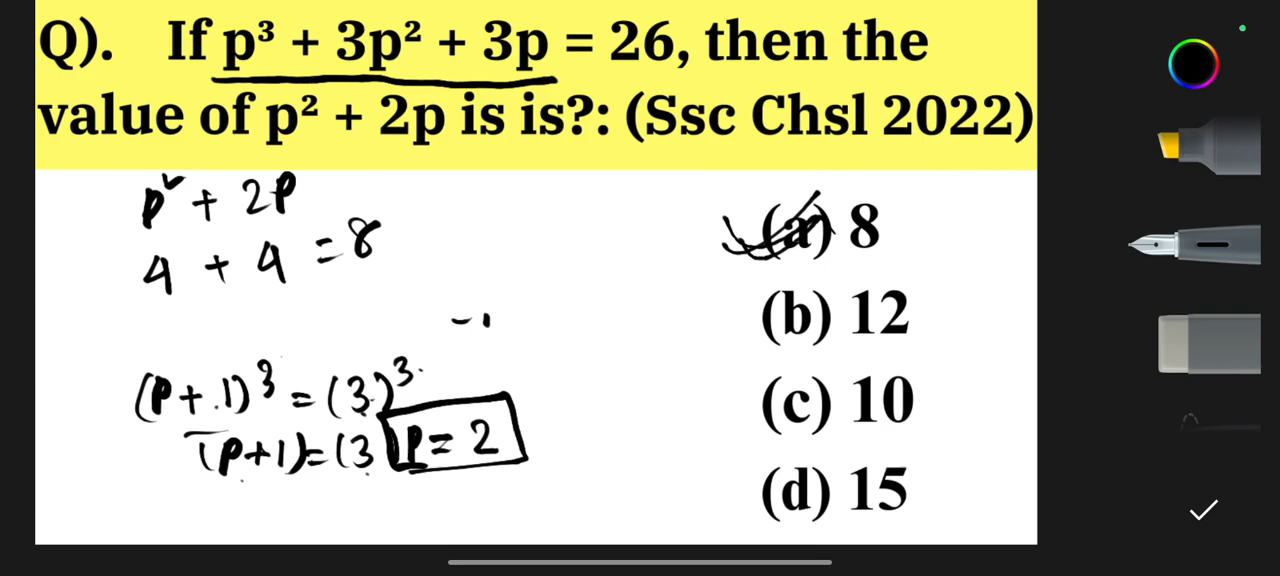 Q). If p³ + 3p² + 3p = 26, then the
value of p² + 2p is is?: (Ssc Chsl 2022)
p² + 2p
4 + 4 = 8
(a) 8
(b) 12
-1
(p+1)³ = (3)³
(c) 10
(p+1)=(3 p= 2
(d) 15